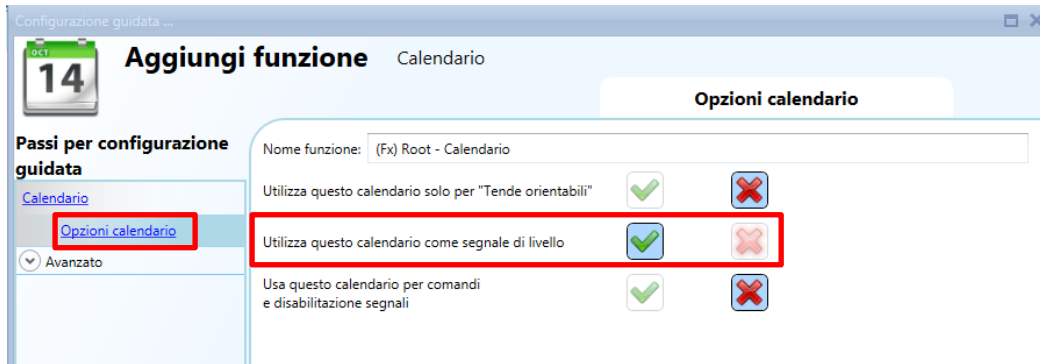 Configurazione guidata ...
OCT
14
Aggiungi funzione Calendario
Opzioni calendario
Passi per configurazione
guidata
Calendario
Opzioni calendario
Avanzato
Nome funzione: (Fx) Root - Calendario
Utilizza questo calendario solo per "Tende orientabili"
Utilizza questo calendario come segnale di livello
Usa questo calendario per comandi
e disabilitazione segnali